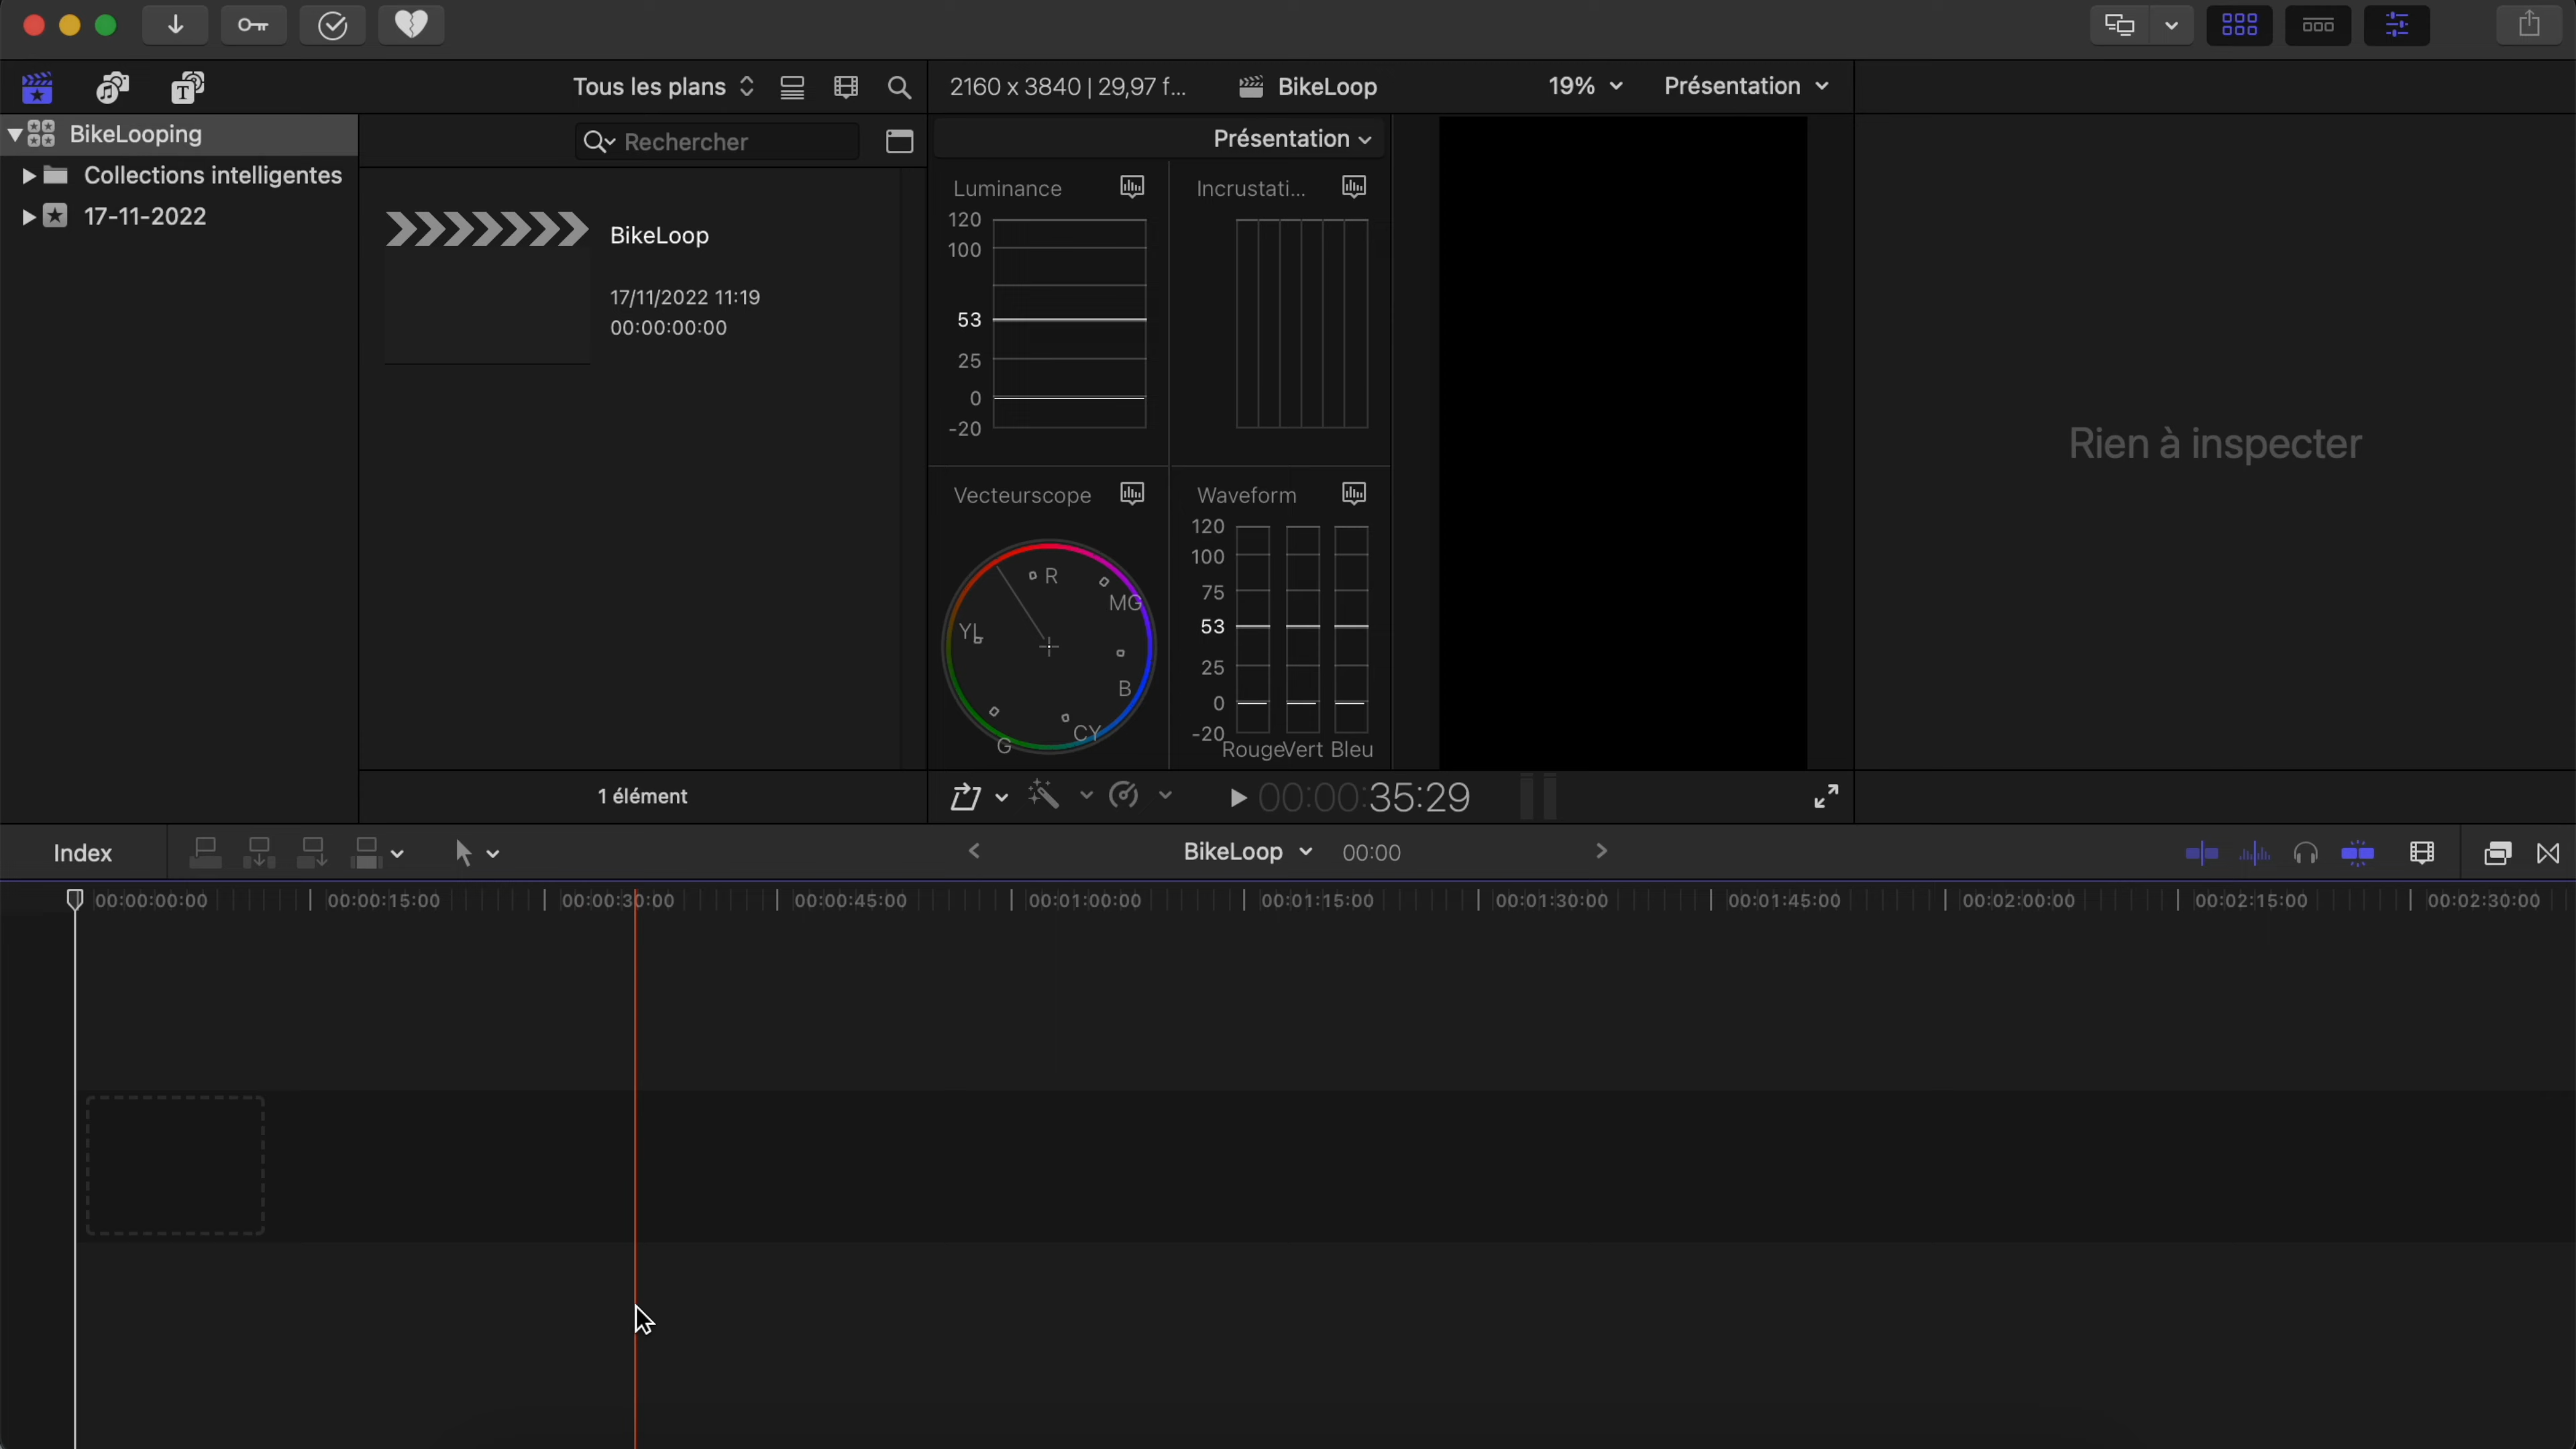 Tous les plans
2160 x 3840 | 29,97 f...
BikeLoop
19%
Présentation
BikeLooping
Collections intelligentes
17-11-2022
Rechercher
BikeLoop
17/11/2022 11:19
00:00:00:00
Présentation
Luminance
120
100
53
25
0
-20
Incrustati...
Vecteurscope
R
MG
B
CY
G
YL
Waveform
120
100
75
53
25
0
-20
Rouge Vert Bleu
Rien à inspecter
1 élément
00:00:35:29
Index
BikeLoop
00:00
00:00:00:00
00:00:15:00
00:00:30:00
00:00:45:00
00:01:00:00
00:01:15:00
00:01:30:00
00:01:45:00
00:02:00:00
00:02:15:00
00:02:30:00